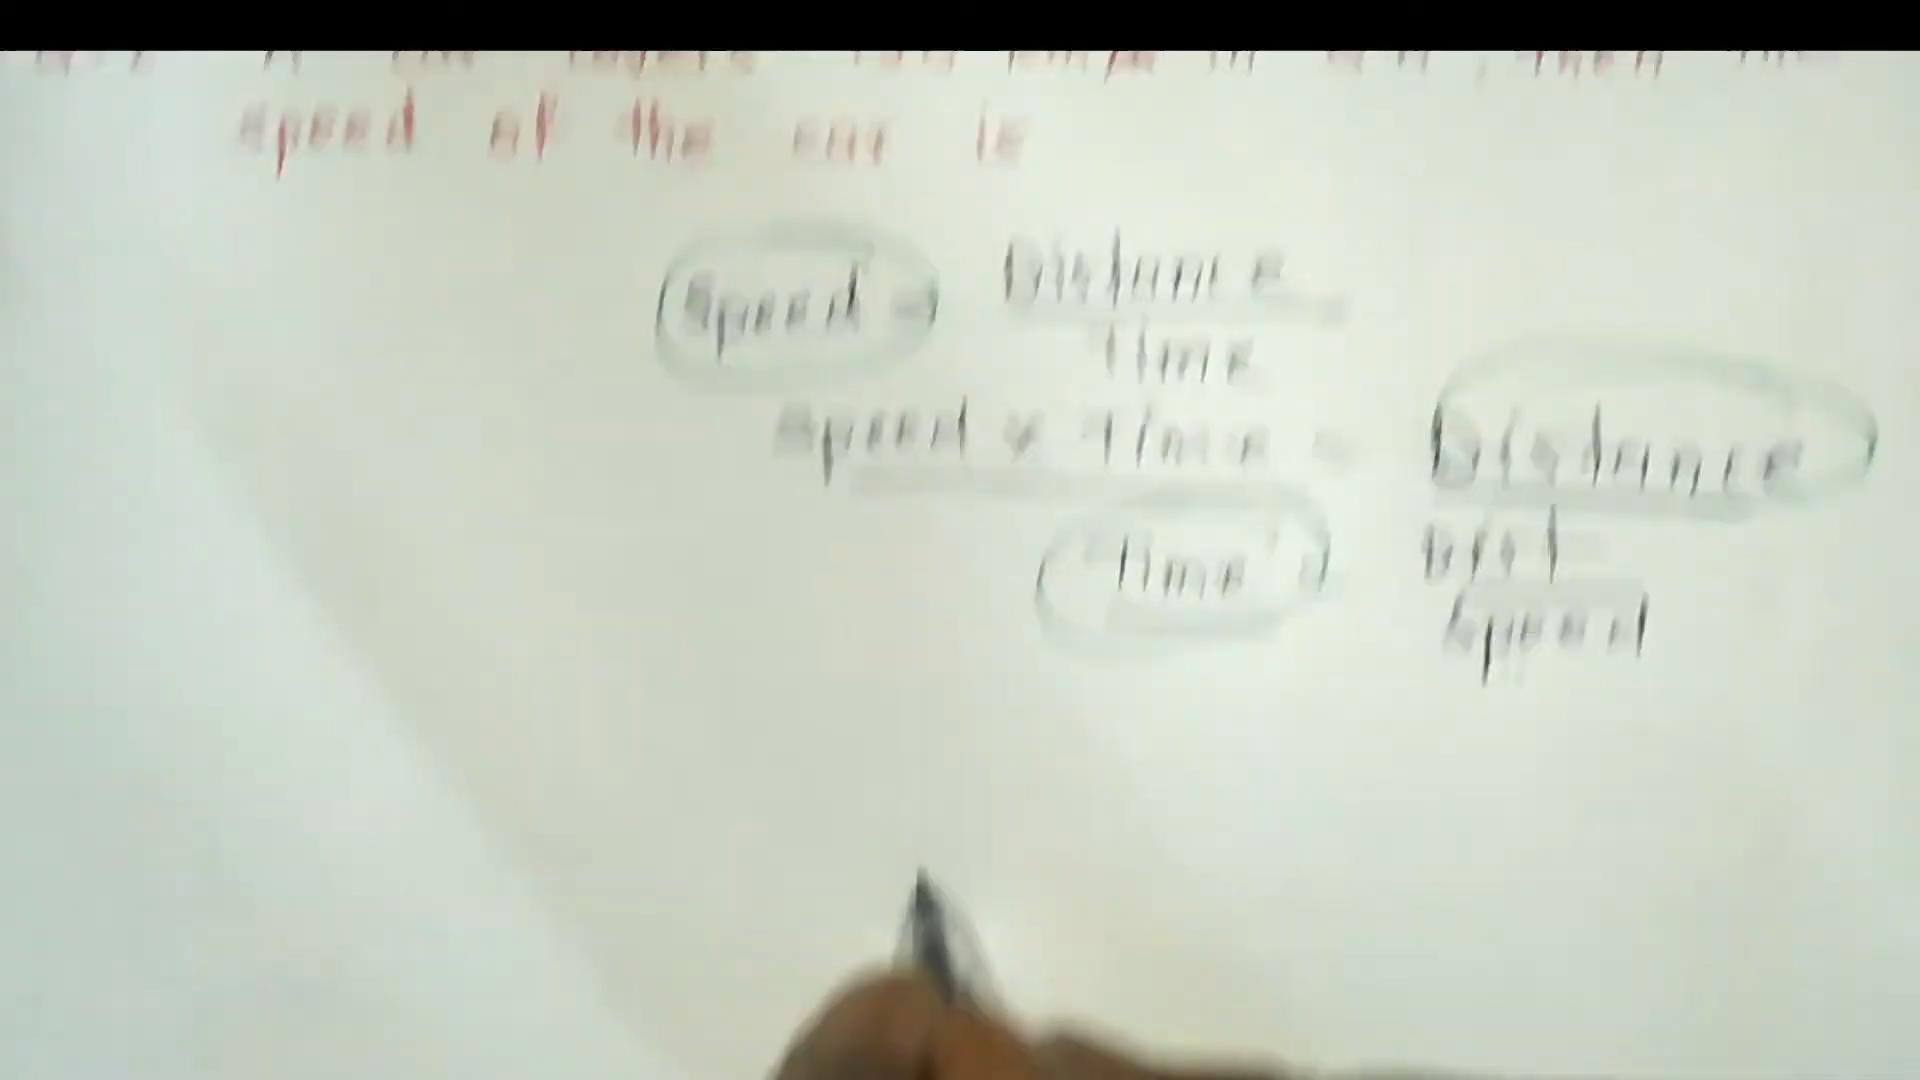 speed of the car is
Speed = Distance
Time
Speed × Time = Distance
Time = Dist
Speed